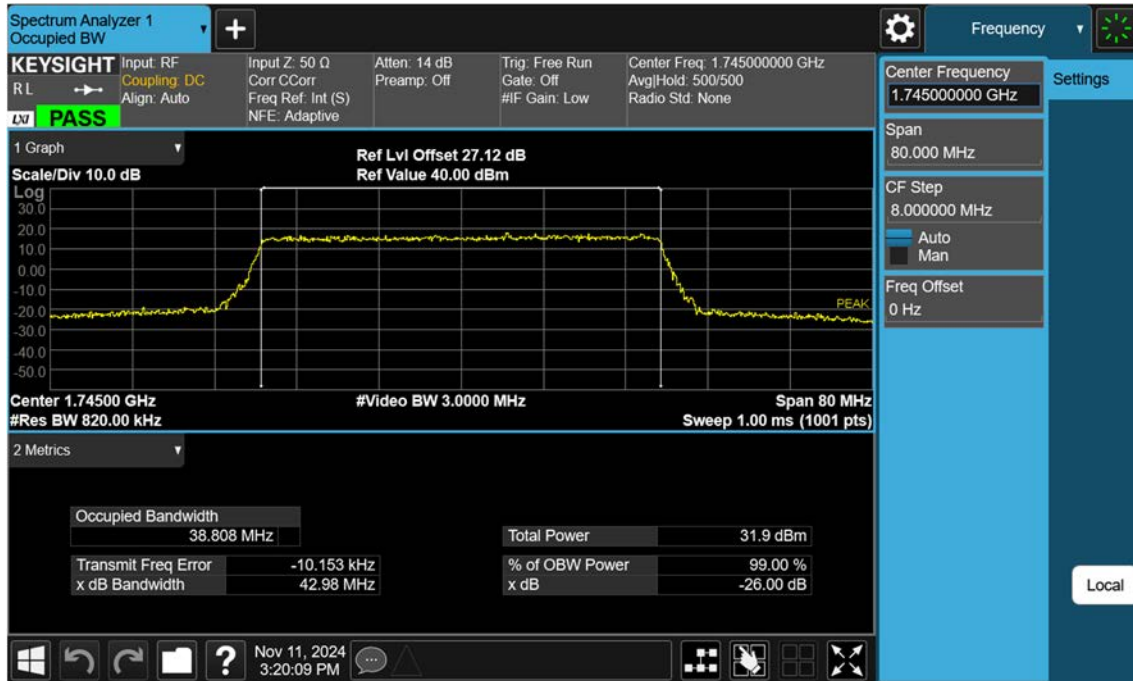 Spectrum Analyzer 1
Occupied BW
Frequency
KEYSIGHT
RL
Align: Auto
LXI
PASS
Input: RF
Coupling: DC
Input Z: 50 Ω
Corr CCorr
Freq Ref: Int (S)
NFE: Adaptive
Atten: 14 dB
Preamp: Off
Trig: Free Run
Gate: Off
#IF Gain: Low
Center Freq: 1.745000000 GHz
Avg|Hold: 500/500
Radio Std: None
Center Frequency
1.745000000 GHz
Settings
Span
80.000 MHz
CF Step
8.000000 MHz
Auto
Man
Freq Offset
0 Hz
Local
1 Graph
Scale/Div 10.0 dB
Ref Lvl Offset 27.12 dB
Ref Value 40.00 dBm
Log
30.0
20.0
10.0
0.00
-10.0
-20.0
-30.0
-40.0
-50.0
PEAK
Center 1.74500 GHz
#Video BW 3.0000 MHz
Span 80 MHz
#Res BW 820.00 kHz
Sweep 1.00 ms (1001 pts)
2 Metrics
Occupied Bandwidth
38.808 MHz
Total Power 31.9 dBm
Transmit Freq Error -10.153 kHz
% of OBW Power 99.00 %
x dB Bandwidth 42.98 MHz
x dB -26.00 dB
?
Nov 11, 2024
3:20:09 PM